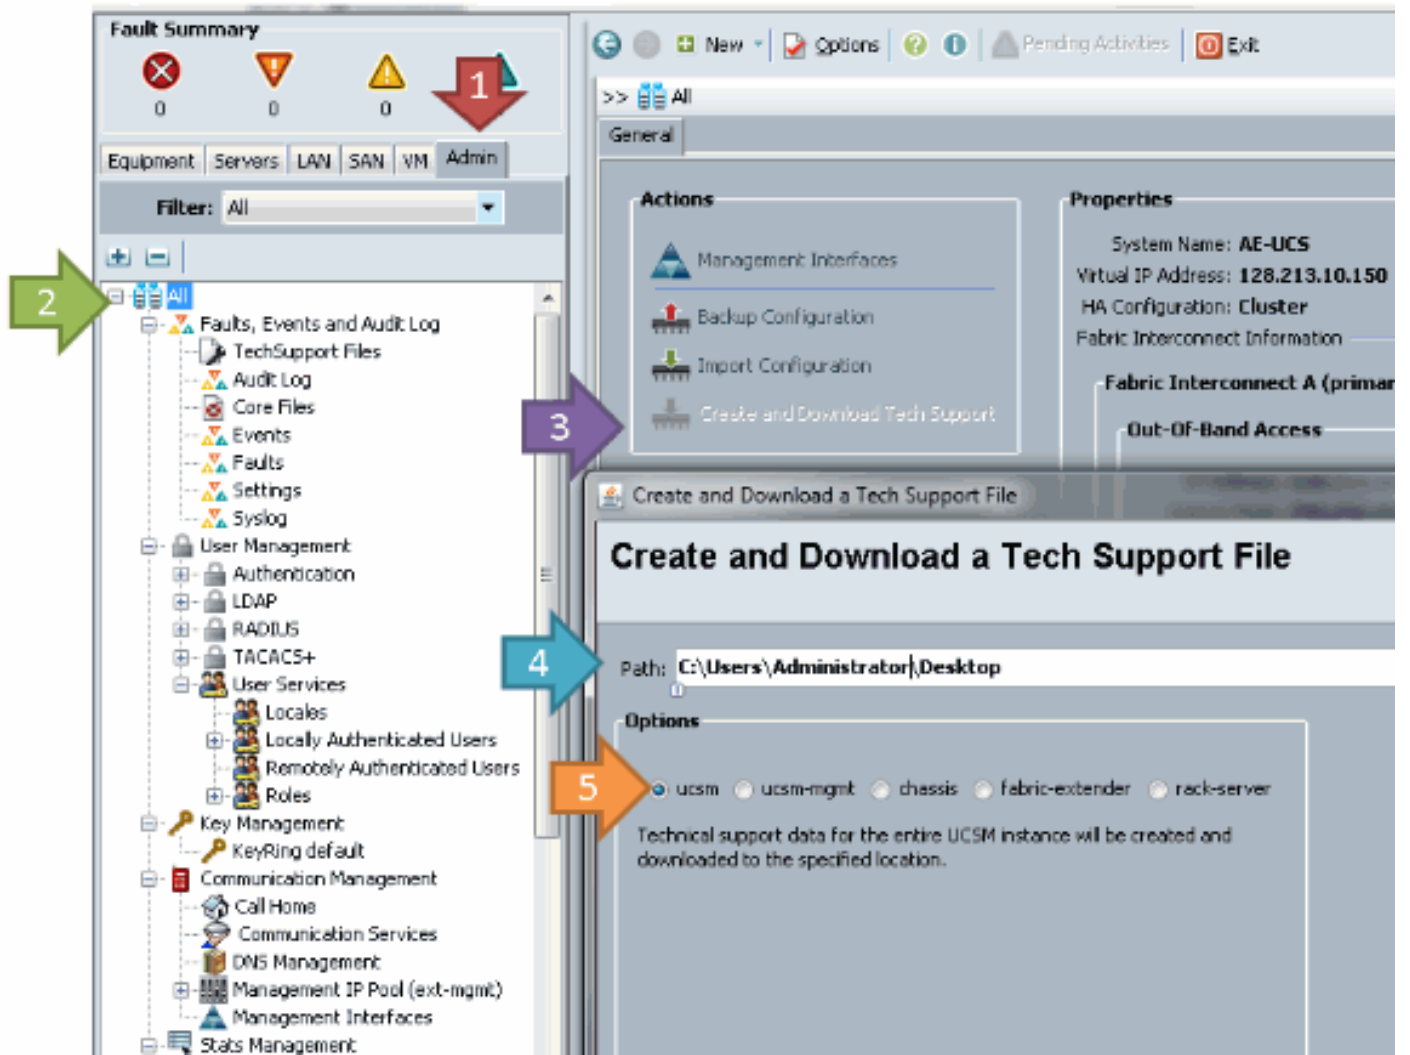 Fault Summary
0
0
0
1
Equipment Servers LAN SAN VM Admin
Filter: All
2
All
Faults, Events and Audit Log
TechSupport Files
Audit Log
Core Files
Events
Faults
Settings
Syslog
User Management
Authentication
LDAP
RADIUS
TACACS+
User Services
Locales
Locally Authenticated Users
Remotely Authenticated Users
Roles
Key Management
KeyRing default
Communication Management
Call Home
Communication Services
DNS Management
Management IP Pool (ext-mgmt)
Management Interfaces
Stats Management
New Options Pending Activities Exit
>> All
General
Actions
Management Interfaces
Backup Configuration
Import Configuration
3
Create and Download Tech Support
Properties
System Name: AE-UCS
Virtual IP Address: 128.213.10.150
HA Configuration: Cluster
Fabric Interconnect Information
Fabric Interconnect A (primar
Out-Of-Band Access
Create and Download a Tech Support File
Create and Download a Tech Support File
4
Path: C:\Users\Administrator\Desktop
Options
5
ucsm ucsm-mgmt chassis fabric-extender rack-server
Technical support data for the entire UCSM instance will be created and
downloaded to the specified location.